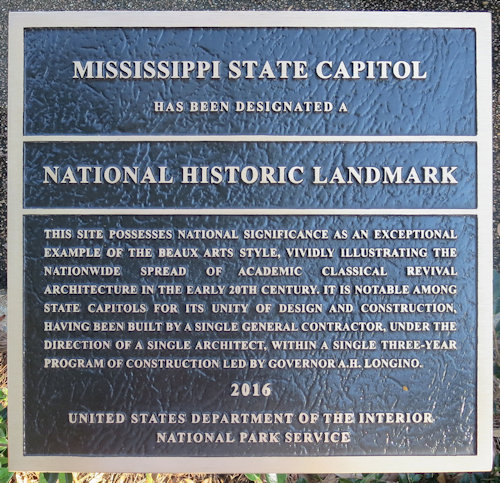 MISSISSIPPI STATE CAPITOL
HAS BEEN DESIGNATED A
NATIONAL HISTORIC LANDMARK
THIS SITE POSSESSES NATIONAL SIGNIFICANCE AS AN EXCEPTIONAL
EXAMPLE OF THE BEAUX ARTS STYLE, VIVIDLY ILLUSTRATING THE
NATIONWIDE SPREAD OF ACADEMIC CLASSICAL REVIVAL
ARCHITECTURE IN THE EARLY 20TH CENTURY. IT IS NOTABLE AMONG
STATE CAPITOLS FOR ITS UNITY OF DESIGN AND CONSTRUCTION,
HAVING BEEN BUILT BY A SINGLE GENERAL CONTRACTOR, UNDER THE
DIRECTION OF A SINGLE ARCHITECT, WITHIN A SINGLE THREE-YEAR
PROGRAM OF CONSTRUCTION LED BY GOVERNOR A.H. LONGINO.
2016
UNITED STATES DEPARTMENT OF THE INTERIOR
NATIONAL PARK SERVICE